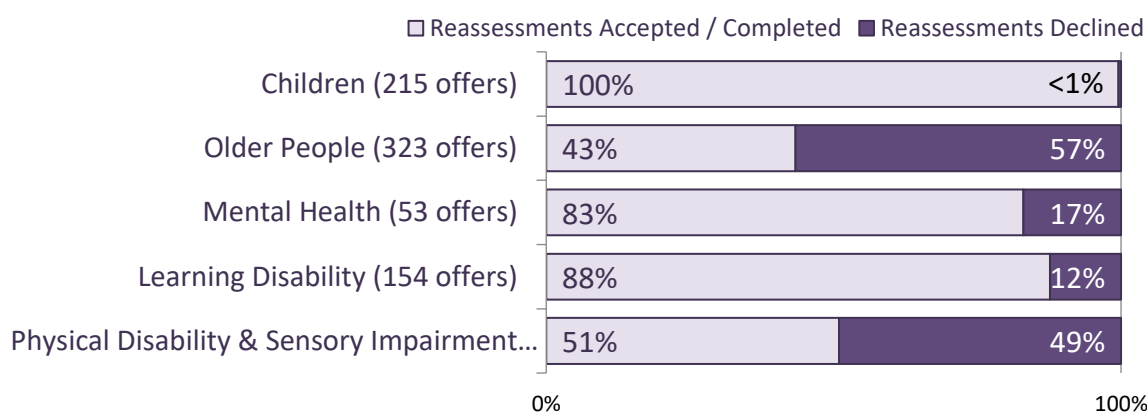 Reassessments Accepted / Completed Reassessments Declined
Children (215 offers) 100% <1%
Older People (323 offers) 43% 57%
Mental Health (53 offers) 83% 17%
Learning Disability (154 offers) 88% 12%
Physical Disability & Sensory Impairment... 51% 49%
0% 100%